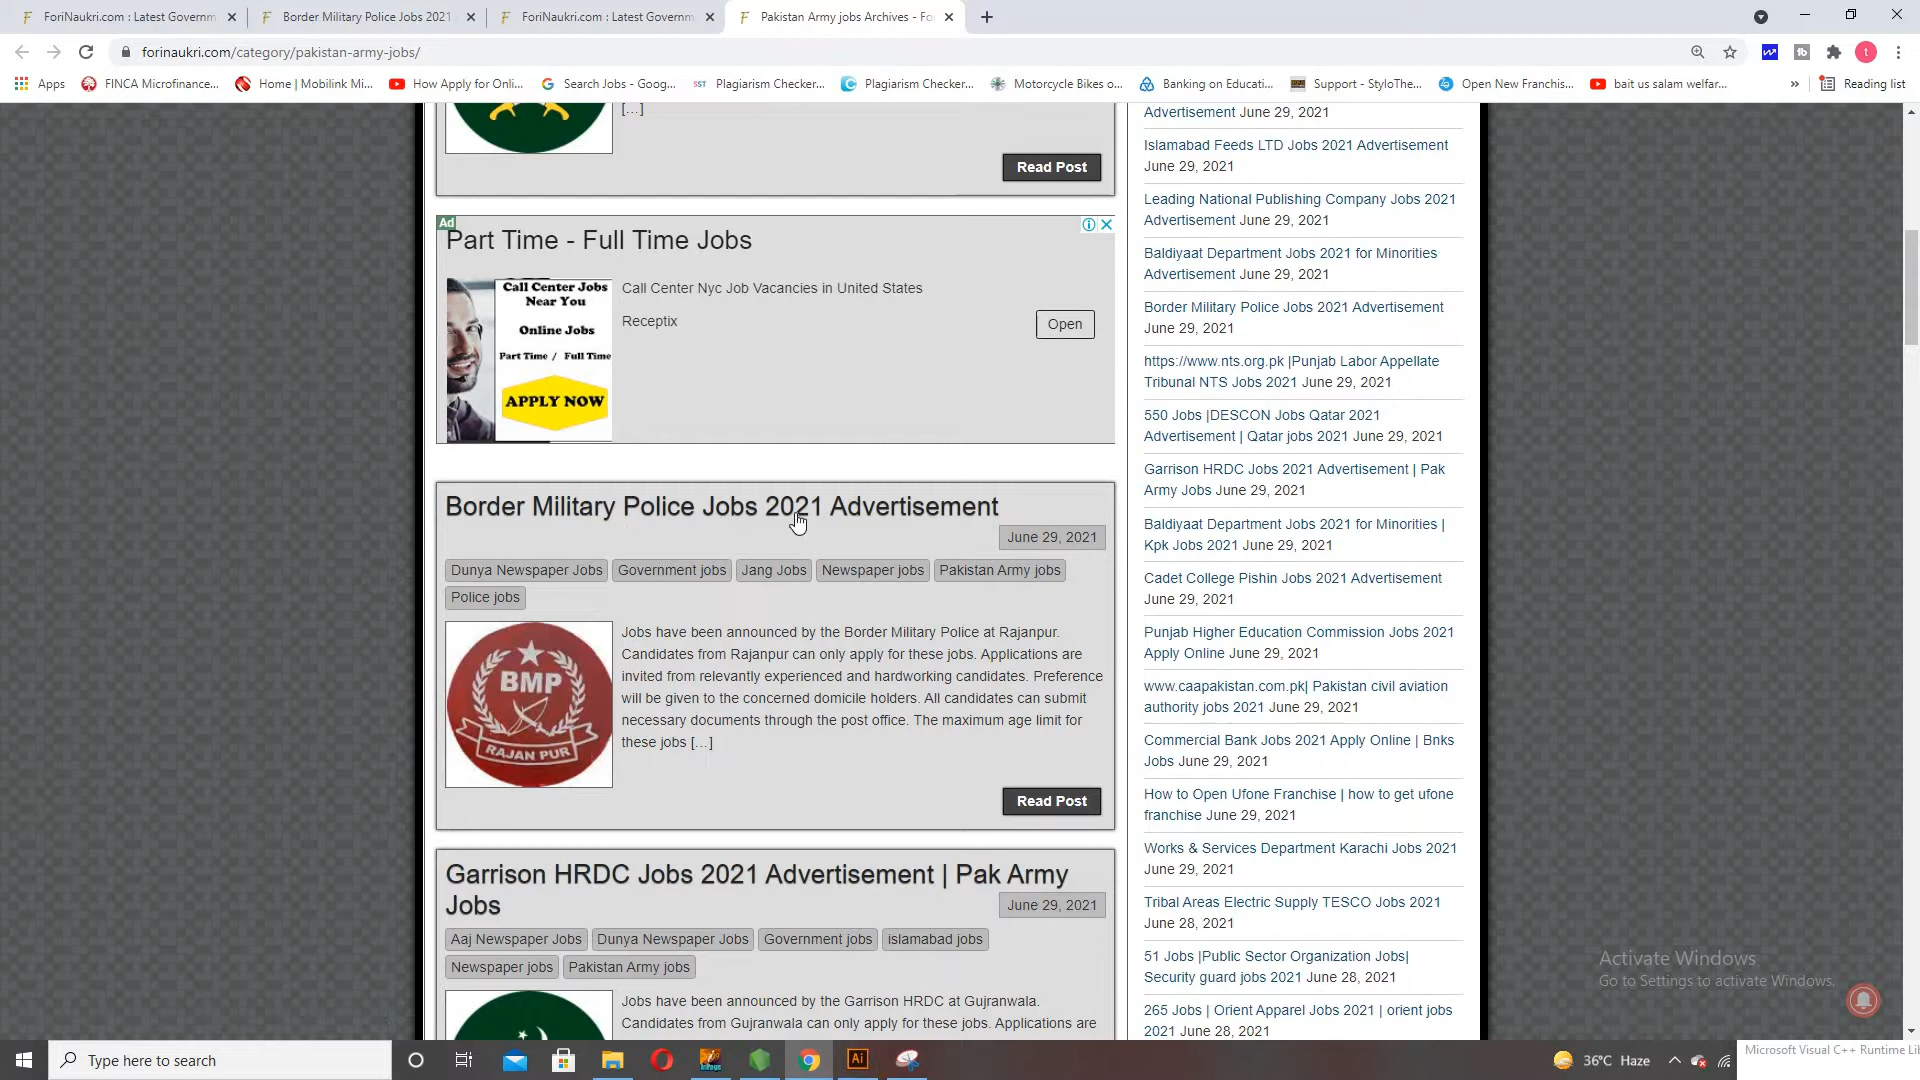 ForiNaukri.com : Latest Governm
Border Military Police Jobs 2021
ForiNaukri.com : Latest Governm
Pakistan Army jobs Archives - Fo
forinaukri.com/category/pakistan-army-jobs/
t
Apps
FINCA Microfinance...
Home | Mobilink Mi...
How Apply for Onli...
Search Jobs - Goog...
SST
Plagiarism Checker...
Plagiarism Checker...
Motorcycle Bikes o...
Banking on Educati...
Support - StyloThe...
Open New Franchis...
bait us salam welfar...
»
Reading list
[...]
Read Post
Ad
Part Time - Full Time Jobs
Call Center Jobs
Near You
Online Jobs
Part Time / Full Time
APPLY NOW
Call Center Nyc Job Vacancies in United States
Receptix
Open
Border Military Police Jobs 2021 Advertisement
June 29, 2021
Dunya Newspaper Jobs
Government jobs
Jang Jobs
Newspaper jobs
Pakistan Army jobs
Police jobs
BMP
RAJAN PUR
Jobs have been announced by the Border Military Police at Rajanpur.
Candidates from Rajanpur can only apply for these jobs. Applications are
invited from relevantly experienced and hardworking candidates. Preference
will be given to the concerned domicile holders. All candidates can submit
necessary documents through the post office. The maximum age limit for
these jobs [...]
Read Post
Garrison HRDC Jobs 2021 Advertisement | Pak Army
Jobs
June 29, 2021
Aaj Newspaper Jobs
Dunya Newspaper Jobs
Government jobs
islamabad jobs
Newspaper jobs
Pakistan Army jobs
Jobs have been announced by the Garrison HRDC at Gujranwala.
Candidates from Gujranwala can only apply for these jobs. Applications are
Advertisement June 29, 2021
Islamabad Feeds LTD Jobs 2021 Advertisement
June 29, 2021
Leading National Publishing Company Jobs 2021
Advertisement June 29, 2021
Baldiyaat Department Jobs 2021 for Minorities
Advertisement June 29, 2021
Border Military Police Jobs 2021 Advertisement
June 29, 2021
https://www.nts.org.pk |Punjab Labor Appellate
Tribunal NTS Jobs 2021 June 29, 2021
550 Jobs |DESCON Jobs Qatar 2021
Advertisement | Qatar jobs 2021 June 29, 2021
Garrison HRDC Jobs 2021 Advertisement | Pak
Army Jobs June 29, 2021
Baldiyaat Department Jobs 2021 for Minorities |
Kpk Jobs 2021 June 29, 2021
Cadet College Pishin Jobs 2021 Advertisement
June 29, 2021
Punjab Higher Education Commission Jobs 2021
Apply Online June 29, 2021
www.caapakistan.com.pk| Pakistan civil aviation
authority jobs 2021 June 29, 2021
Commercial Bank Jobs 2021 Apply Online | Bnks
Jobs June 29, 2021
How to Open Ufone Franchise | how to get ufone
franchise June 29, 2021
Works & Services Department Karachi Jobs 2021
June 29, 2021
Tribal Areas Electric Supply TESCO Jobs 2021
June 28, 2021
51 Jobs |Public Sector Organization Jobs|
Security guard jobs 2021 June 28, 2021
265 Jobs | Orient Apparel Jobs 2021 | orient jobs
2021 June 28, 2021
Activate Windows
Go to Settings to activate Windows.
Type here to search
Ai
36°C Haze
Microsoft Visual C++ Runtime Lib